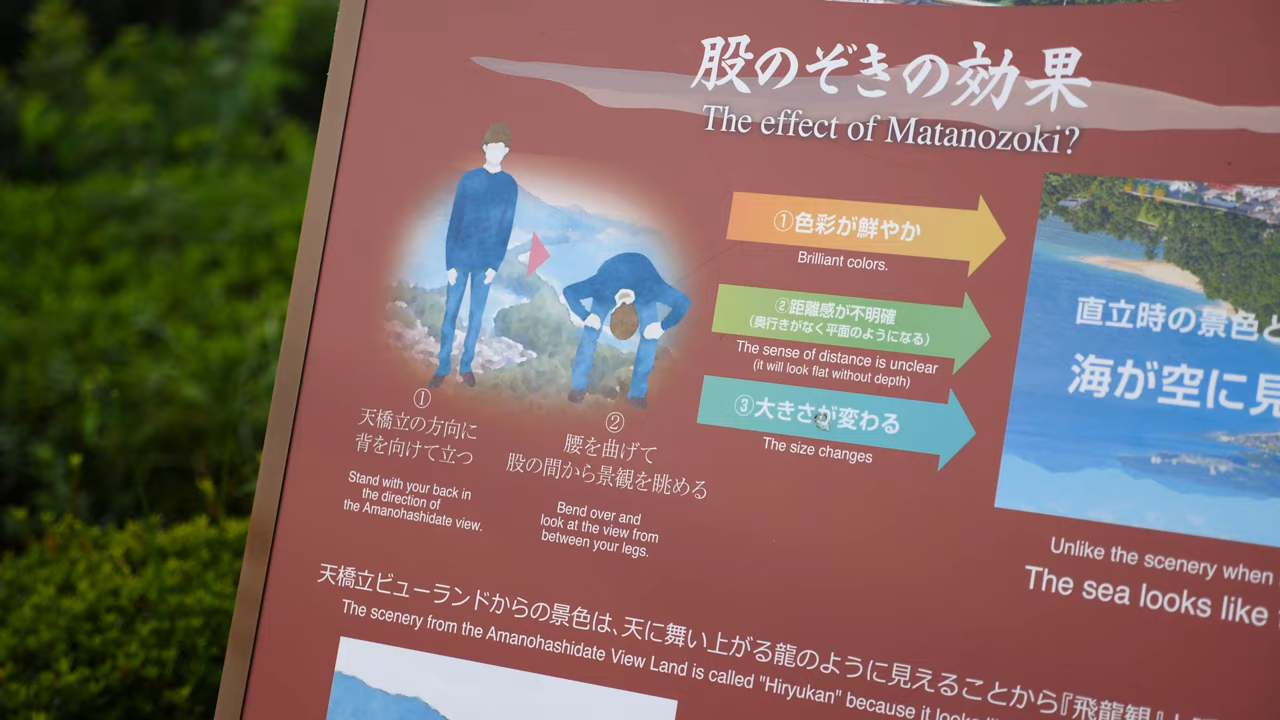 股のぞきの効果
The effect of Matanozoki?
①色彩が鮮やか
Brilliant colors.
②距離感が不明確
(奥行きがなく平面のようになる)
The sense of distance is unclear
(it will look flat without depth)
③大きさが変わる
The size changes
①
天橋立の方向に
背を向けて立つ
Stand with your back in
the direction of
the Amanohashidate view.
②
腰を曲げて
股の間から景観を眺める
Bend over and
look at the view from
between your legs.
直立時の景色と
海が空に見
Unlike the scenery when
The sea looks like
天橋立ビューランドからの景色は、天に舞い上がる龍のように見えることから『飛龍観』
The scenery from the Amanohashidate View Land is called "Hiryukan" because it looks